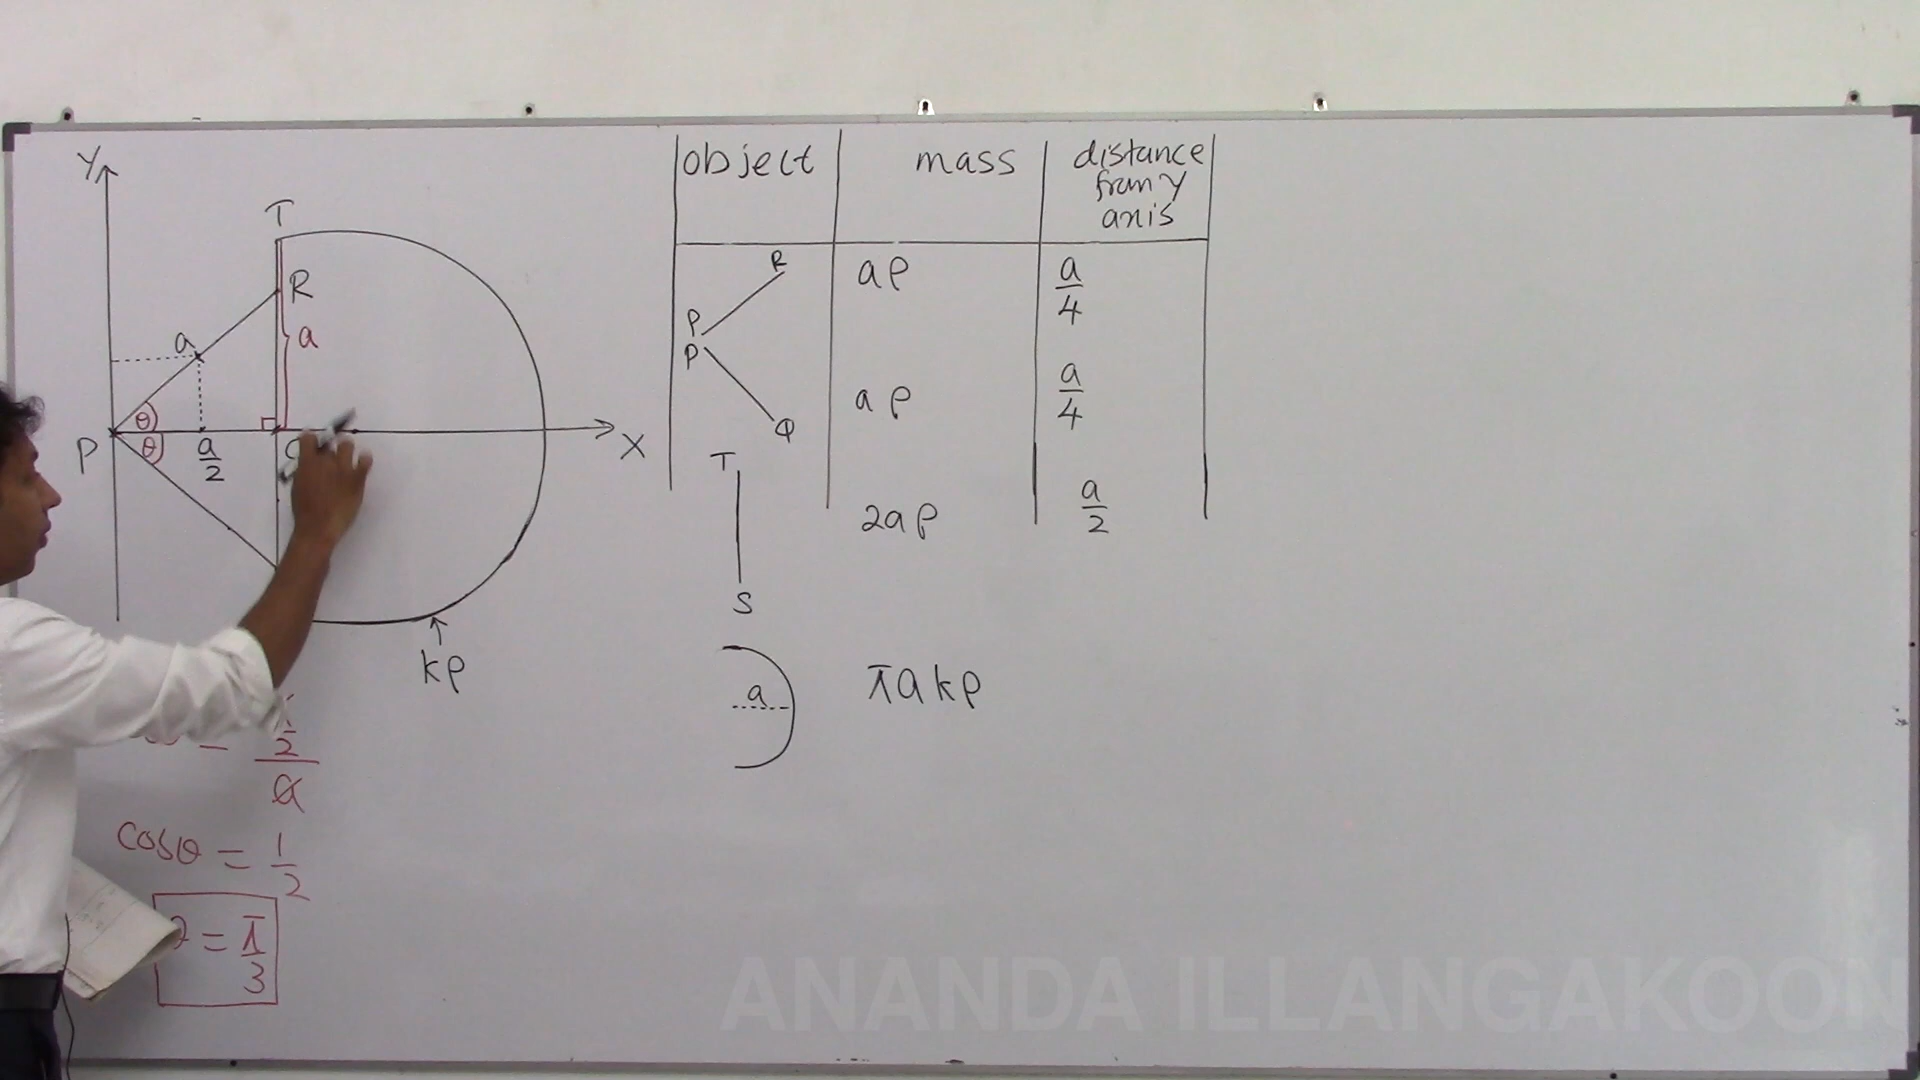 Y
T
R
a
a
θ
θ
P
a/2
X
kρ
cosθ = 1/2
= π/3
object mass distance
from y
axis
R
P
aρ a/4
P
Q
aρ a/4
T
S
2aρ a/2
a
πakρ
ANANDA ILLANGAKOON